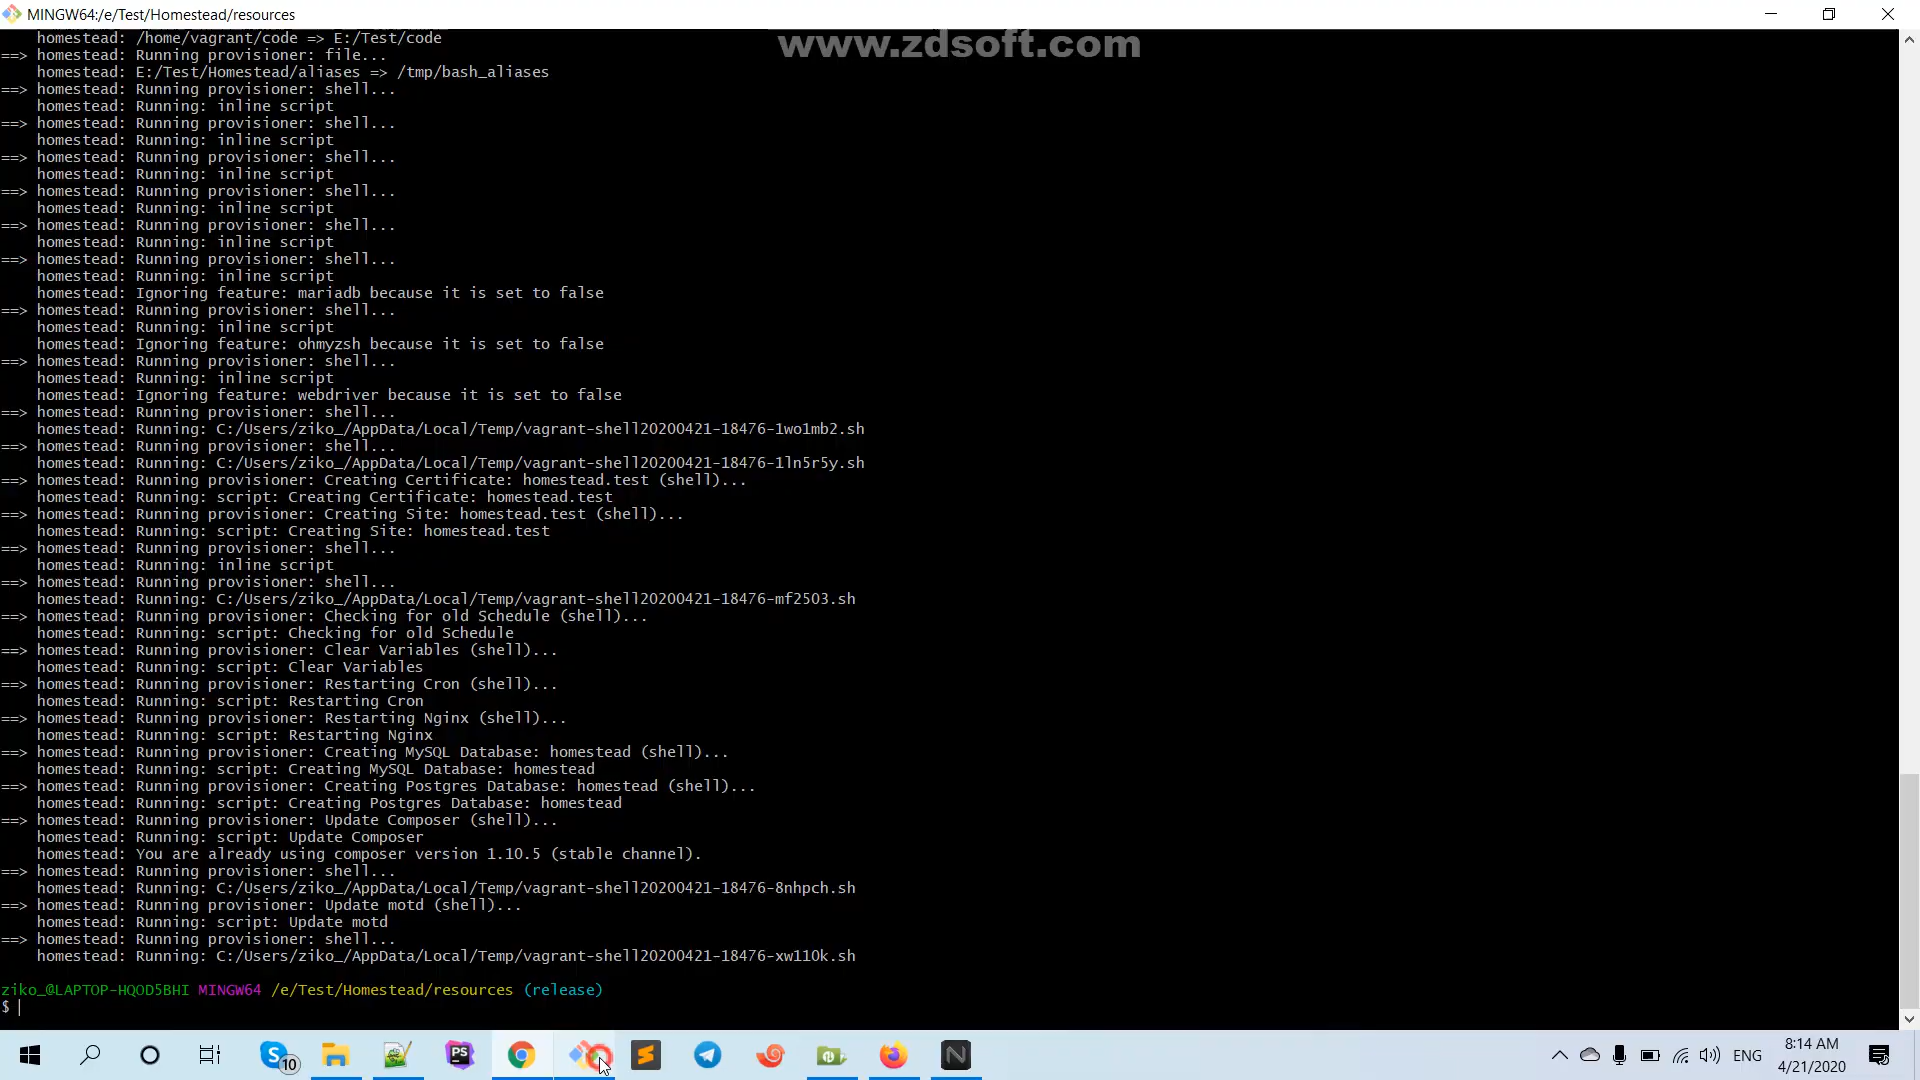 MINGW64:/e/Test/Homestead/resources
www.zdsoft.com
    homestead: /home/vagrant/code => E:/Test/code
==> homestead: Running provisioner: file...
    homestead: E:/Test/Homestead/aliases => /tmp/bash_aliases
==> homestead: Running provisioner: shell...
    homestead: Running: inline script
==> homestead: Running provisioner: shell...
    homestead: Running: inline script
==> homestead: Running provisioner: shell...
    homestead: Running: inline script
==> homestead: Running provisioner: shell...
    homestead: Running: inline script
==> homestead: Running provisioner: shell...
    homestead: Running: inline script
==> homestead: Running provisioner: shell...
    homestead: Running: inline script
    homestead: Ignoring feature: mariadb because it is set to false
==> homestead: Running provisioner: shell...
    homestead: Running: inline script
    homestead: Ignoring feature: ohmyzsh because it is set to false
==> homestead: Running provisioner: shell...
    homestead: Running: inline script
    homestead: Ignoring feature: webdriver because it is set to false
==> homestead: Running provisioner: shell...
    homestead: Running: C:/Users/ziko_/AppData/Local/Temp/vagrant-shell20200421-18476-1wo1mb2.sh
==> homestead: Running provisioner: shell...
    homestead: Running: C:/Users/ziko_/AppData/Local/Temp/vagrant-shell20200421-18476-1ln5r5y.sh
==> homestead: Running provisioner: Creating Certificate: homestead.test (shell)...
    homestead: Running: script: Creating Certificate: homestead.test
==> homestead: Running provisioner: Creating Site: homestead.test (shell)...
    homestead: Running: script: Creating Site: homestead.test
==> homestead: Running provisioner: shell...
    homestead: Running: inline script
==> homestead: Running provisioner: shell...
    homestead: Running: C:/Users/ziko_/AppData/Local/Temp/vagrant-shell20200421-18476-mf2503.sh
==> homestead: Running provisioner: Checking for old Schedule (shell)...
    homestead: Running: script: Checking for old Schedule
==> homestead: Running provisioner: Clear Variables (shell)...
    homestead: Running: script: Clear Variables
==> homestead: Running provisioner: Restarting Cron (shell)...
    homestead: Running: script: Restarting Cron
==> homestead: Running provisioner: Restarting Nginx (shell)...
    homestead: Running: script: Restarting Nginx
==> homestead: Running provisioner: Creating MySQL Database: homestead (shell)...
    homestead: Running: script: Creating MySQL Database: homestead
==> homestead: Running provisioner: Creating Postgres Database: homestead (shell)...
    homestead: Running: script: Creating Postgres Database: homestead
==> homestead: Running provisioner: Update Composer (shell)...
    homestead: Running: script: Update Composer
    homestead: You are already using composer version 1.10.5 (stable channel).
==> homestead: Running provisioner: shell...
    homestead: Running: C:/Users/ziko_/AppData/Local/Temp/vagrant-shell20200421-18476-8nhpch.sh
==> homestead: Running provisioner: Update motd (shell)...
    homestead: Running: script: Update motd
==> homestead: Running provisioner: shell...
    homestead: Running: C:/Users/ziko_/AppData/Local/Temp/vagrant-shell20200421-18476-xw110k.sh
ziko_@LAPTOP-HQOD5BHI MINGW64 /e/Test/Homestead/resources (release)
$
S 10 PS N ENG 8:14 AM
4/21/2020